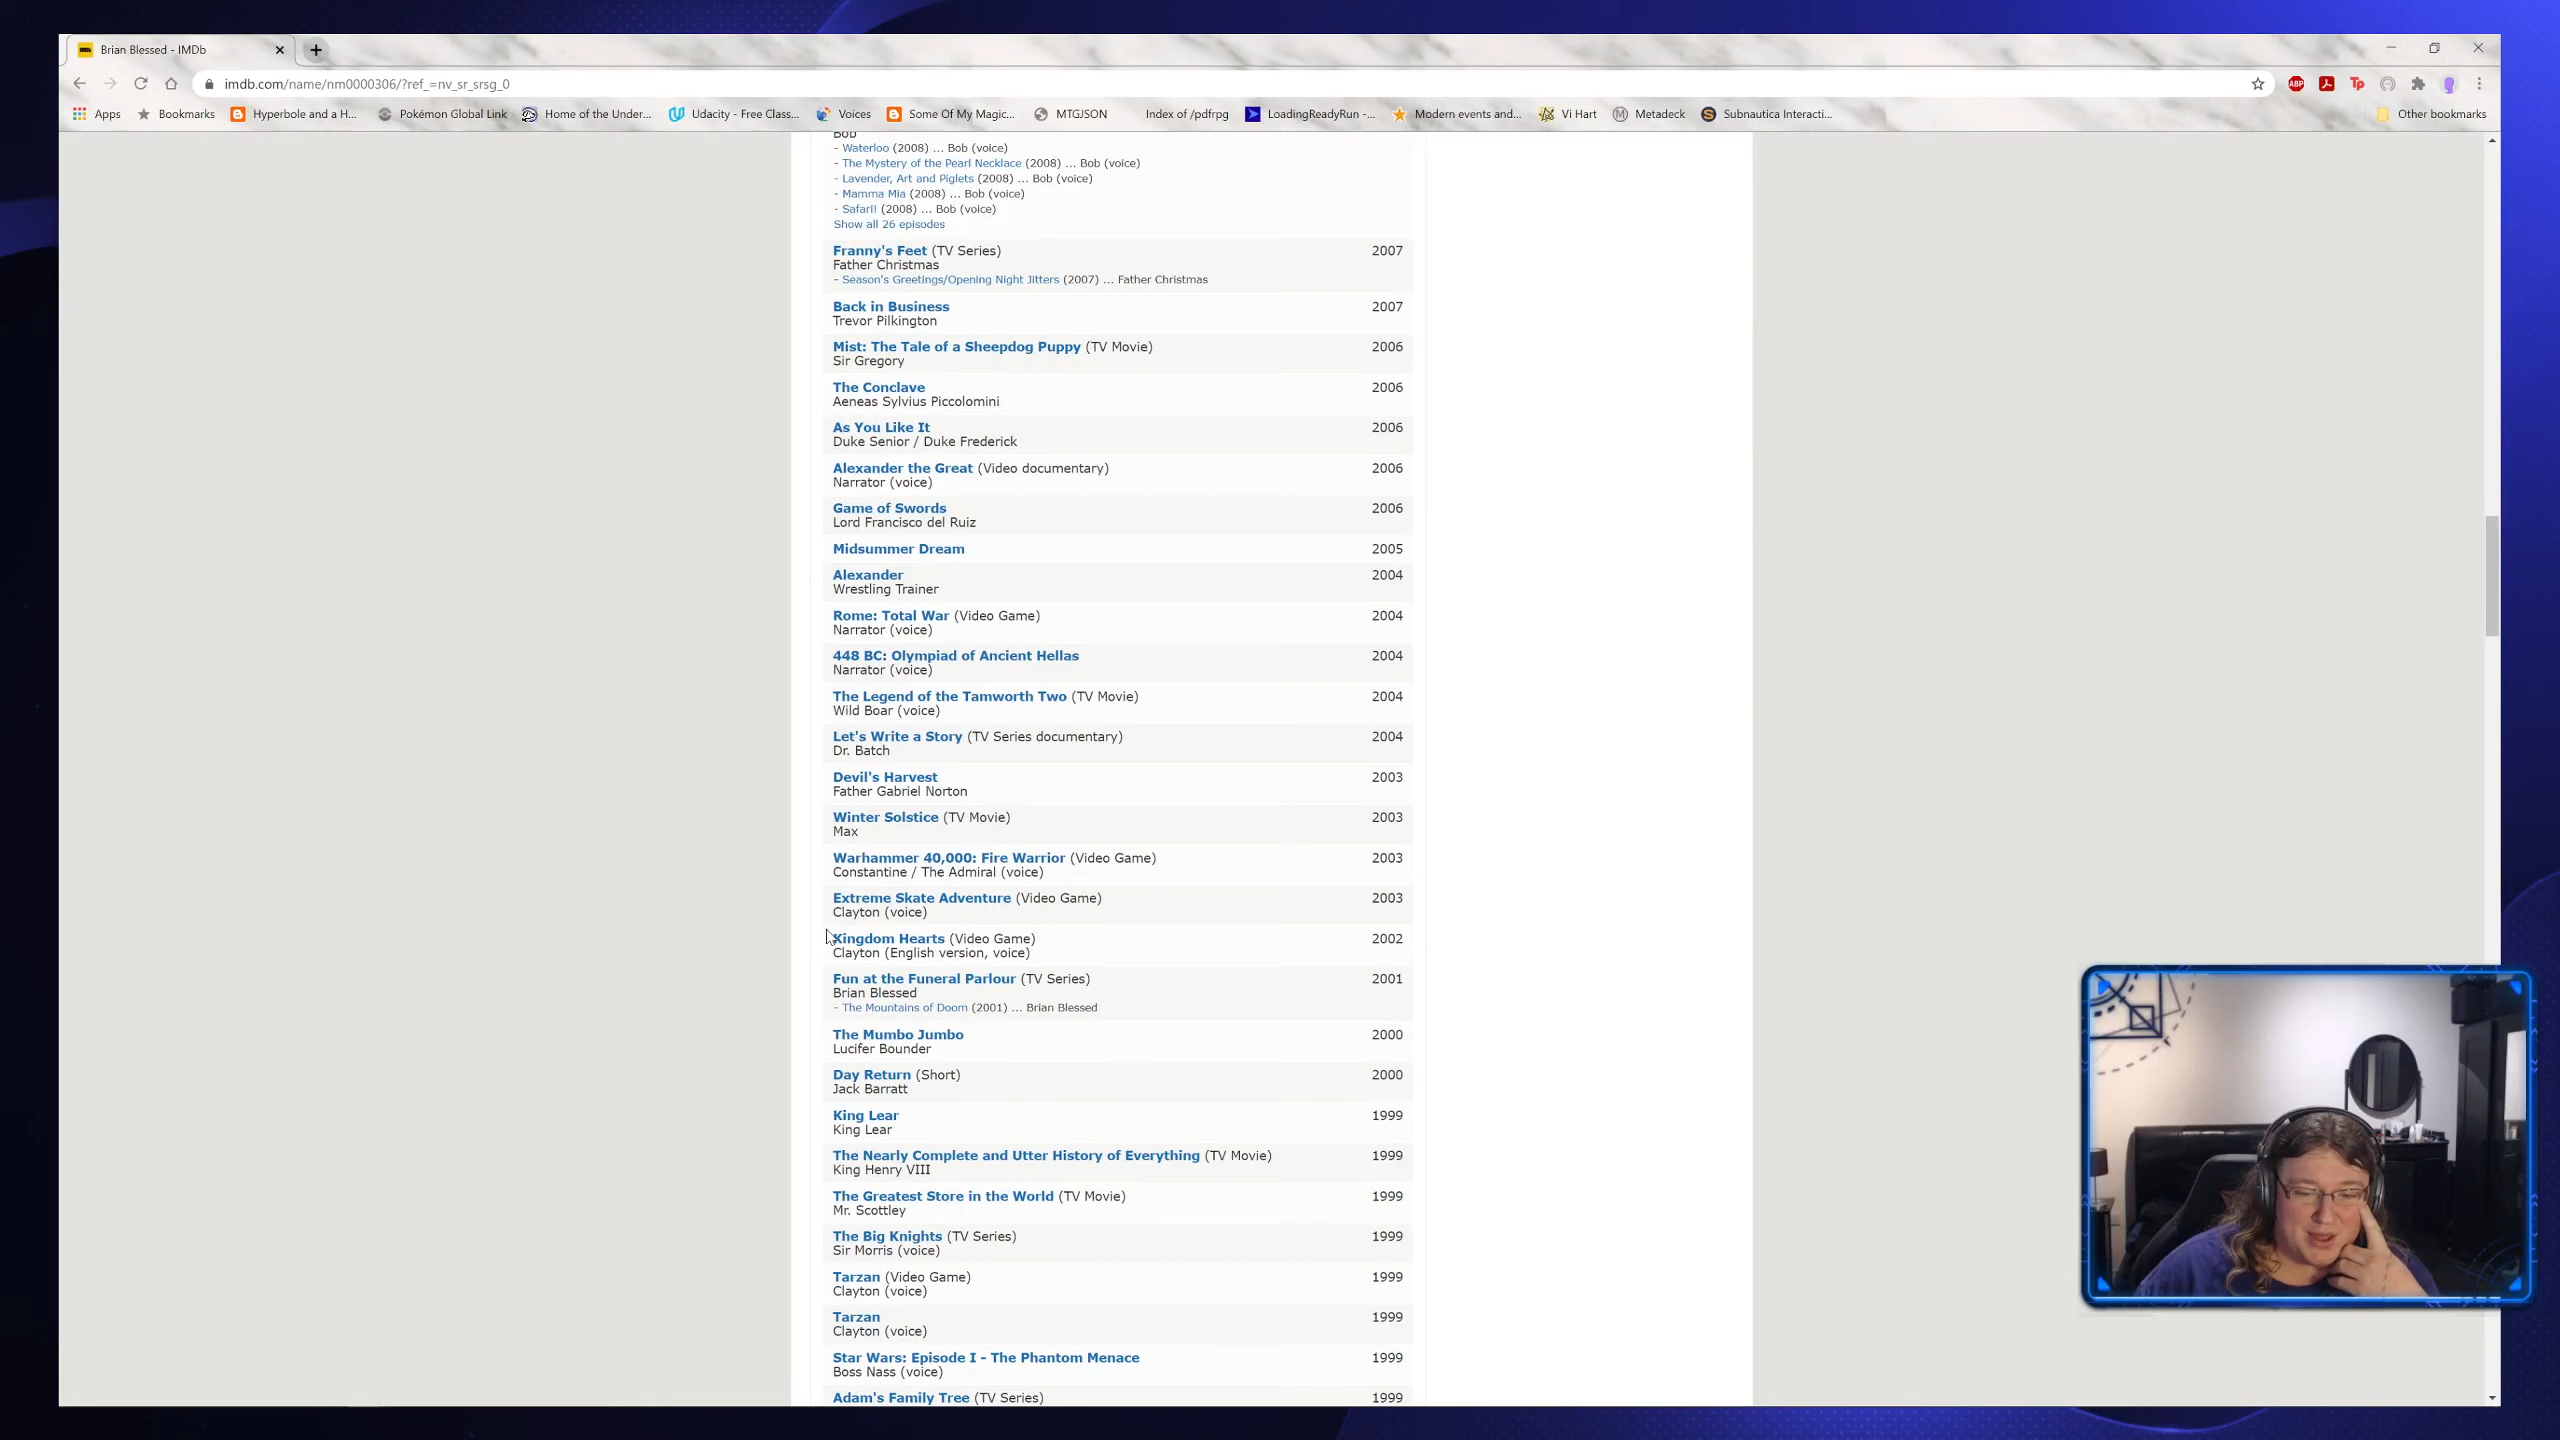 Brian Blessed - IMDb
imdb.com/name/nm0000306/?ref_=nv_sr_srsg_0
ABP
Tp
Apps Bookmarks Hyperbole and a H... Pokémon Global Link Home of the Under... Udacity - Free Class... Voices Some Of My Magic... MTGJSON Index of /pdfrpg LoadingReadyRun -... Modern events and... Vi Hart Metadeck Subnautica Interacti... Other bookmarks
Bob
- Waterloo (2008) ... Bob (voice)
- The Mystery of the Pearl Necklace (2008) ... Bob (voice)
- Lavender, Art and Piglets (2008) ... Bob (voice)
- Mamma Mia (2008) ... Bob (voice)
- Safari! (2008) ... Bob (voice)
Show all 26 episodes
Franny's Feet (TV Series) 2007
Father Christmas
- Season's Greetings/Opening Night Jitters (2007) ... Father Christmas
Back in Business 2007
Trevor Pilkington
Mist: The Tale of a Sheepdog Puppy (TV Movie) 2006
Sir Gregory
The Conclave 2006
Aeneas Sylvius Piccolomini
As You Like It 2006
Duke Senior / Duke Frederick
Alexander the Great (Video documentary) 2006
Narrator (voice)
Game of Swords 2006
Lord Francisco del Ruiz
Midsummer Dream 2005
Alexander 2004
Wrestling Trainer
Rome: Total War (Video Game) 2004
Narrator (voice)
448 BC: Olympiad of Ancient Hellas 2004
Narrator (voice)
The Legend of the Tamworth Two (TV Movie) 2004
Wild Boar (voice)
Let's Write a Story (TV Series documentary) 2004
Dr. Batch
Devil's Harvest 2003
Father Gabriel Norton
Winter Solstice (TV Movie) 2003
Max
Warhammer 40,000: Fire Warrior (Video Game) 2003
Constantine / The Admiral (voice)
Extreme Skate Adventure (Video Game) 2003
Clayton (voice)
Kingdom Hearts (Video Game) 2002
Clayton (English version, voice)
Fun at the Funeral Parlour (TV Series) 2001
Brian Blessed
- The Mountains of Doom (2001) ... Brian Blessed
The Mumbo Jumbo 2000
Lucifer Bounder
Day Return (Short) 2000
Jack Barratt
King Lear 1999
King Lear
The Nearly Complete and Utter History of Everything (TV Movie) 1999
King Henry VIII
The Greatest Store in the World (TV Movie) 1999
Mr. Scottley
The Big Knights (TV Series) 1999
Sir Morris (voice)
Tarzan (Video Game) 1999
Clayton (voice)
Tarzan 1999
Clayton (voice)
Star Wars: Episode I - The Phantom Menace 1999
Boss Nass (voice)
Adam's Family Tree (TV Series) 1999